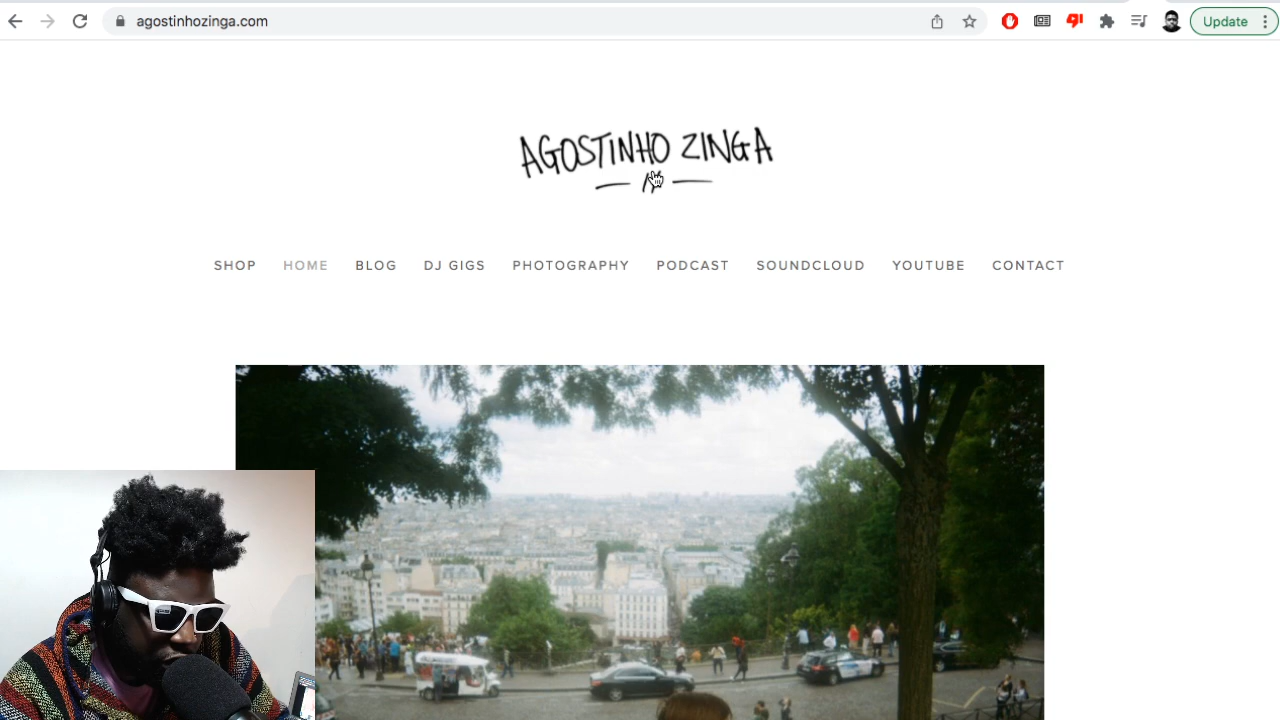 agostinhozinga.com
Update
AGOSTINHO ZINGA
SHOP HOME BLOG DJ GIGS PHOTOGRAPHY PODCAST SOUNDCLOUD YOUTUBE CONTACT